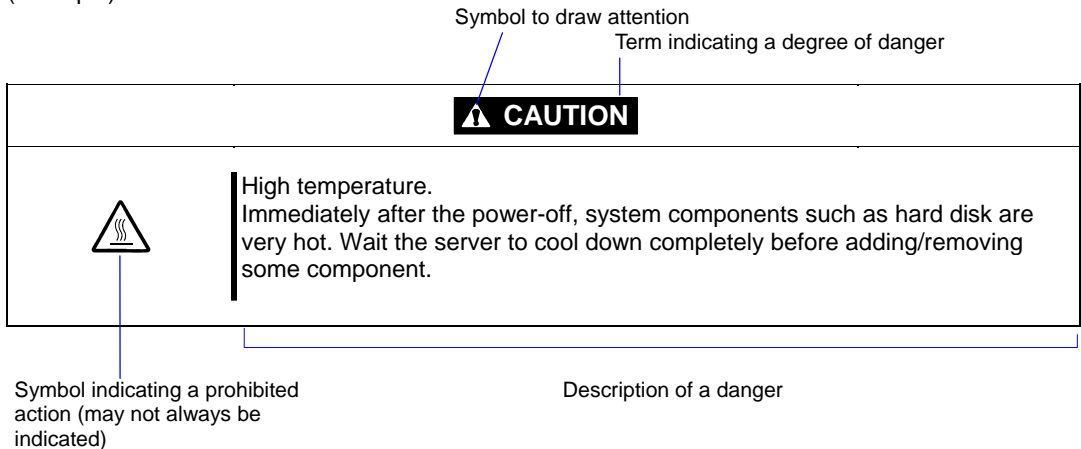 Symbol to draw attention
Term indicating a degree of danger
CAUTION
High temperature.
Immediately after the power-off, system components such as hard disk are
very hot. Wait the server to cool down completely before adding/removing
some component.
Symbol indicating a prohibited
action (may not always be
indicated)
Description of a danger